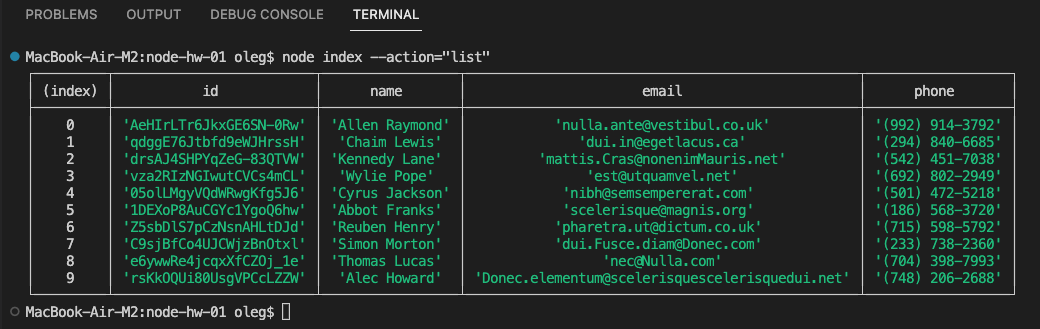 PROBLEMS OUTPUT DEBUG CONSOLE TERMINAL
MacBook-Air-M2:node-hw-01 oleg$ node index --action="list"
(index) id name email phone
0 'AeHIrLTr6JkxGE6SN-0Rw' 'Allen Raymond' 'nulla.ante@vestibul.co.uk' '(992) 914-3792'
1 'qdggE76Jtbfd9eWJHrssH' 'Chaim Lewis' 'dui.in@egetlacus.ca' '(294) 840-6685'
2 'drsAJ4SHPYqZeG-83QTVW' 'Kennedy Lane' 'mattis.Cras@nonenimMauris.net' '(542) 451-7038'
3 'vza2RIzNGIwutCVCs4mCL' 'Wylie Pope' 'est@utquamvel.net' '(692) 802-2949'
4 '05olLMgyVQdWRwgKfg5J6' 'Cyrus Jackson' 'nibh@semsempererat.com' '(501) 472-5218'
5 '1DEXoP8AuCGYc1YgoQ6hw' 'Abbot Franks' 'scelerisque@magnis.org' '(186) 568-3720'
6 'Z5sbDlS7pCzNsnAHLtDJd' 'Reuben Henry' 'pharetra.ut@dictum.co.uk' '(715) 598-5792'
7 'C9sjBfCo4UJCWjzBnOtxl' 'Simon Morton' 'dui.Fusce.diam@Donec.com' '(233) 738-2360'
8 'e6ywwRe4jcqxXfCZOj_1e' 'Thomas Lucas' 'nec@Nulla.com' '(704) 398-7993'
9 'rsKkOQUi80UsgVPCcLZZW' 'Alec Howard' 'Donec.elementum@scelerisquescelerisquedui.net' '(748) 206-2688'
MacBook-Air-M2:node-hw-01 oleg$